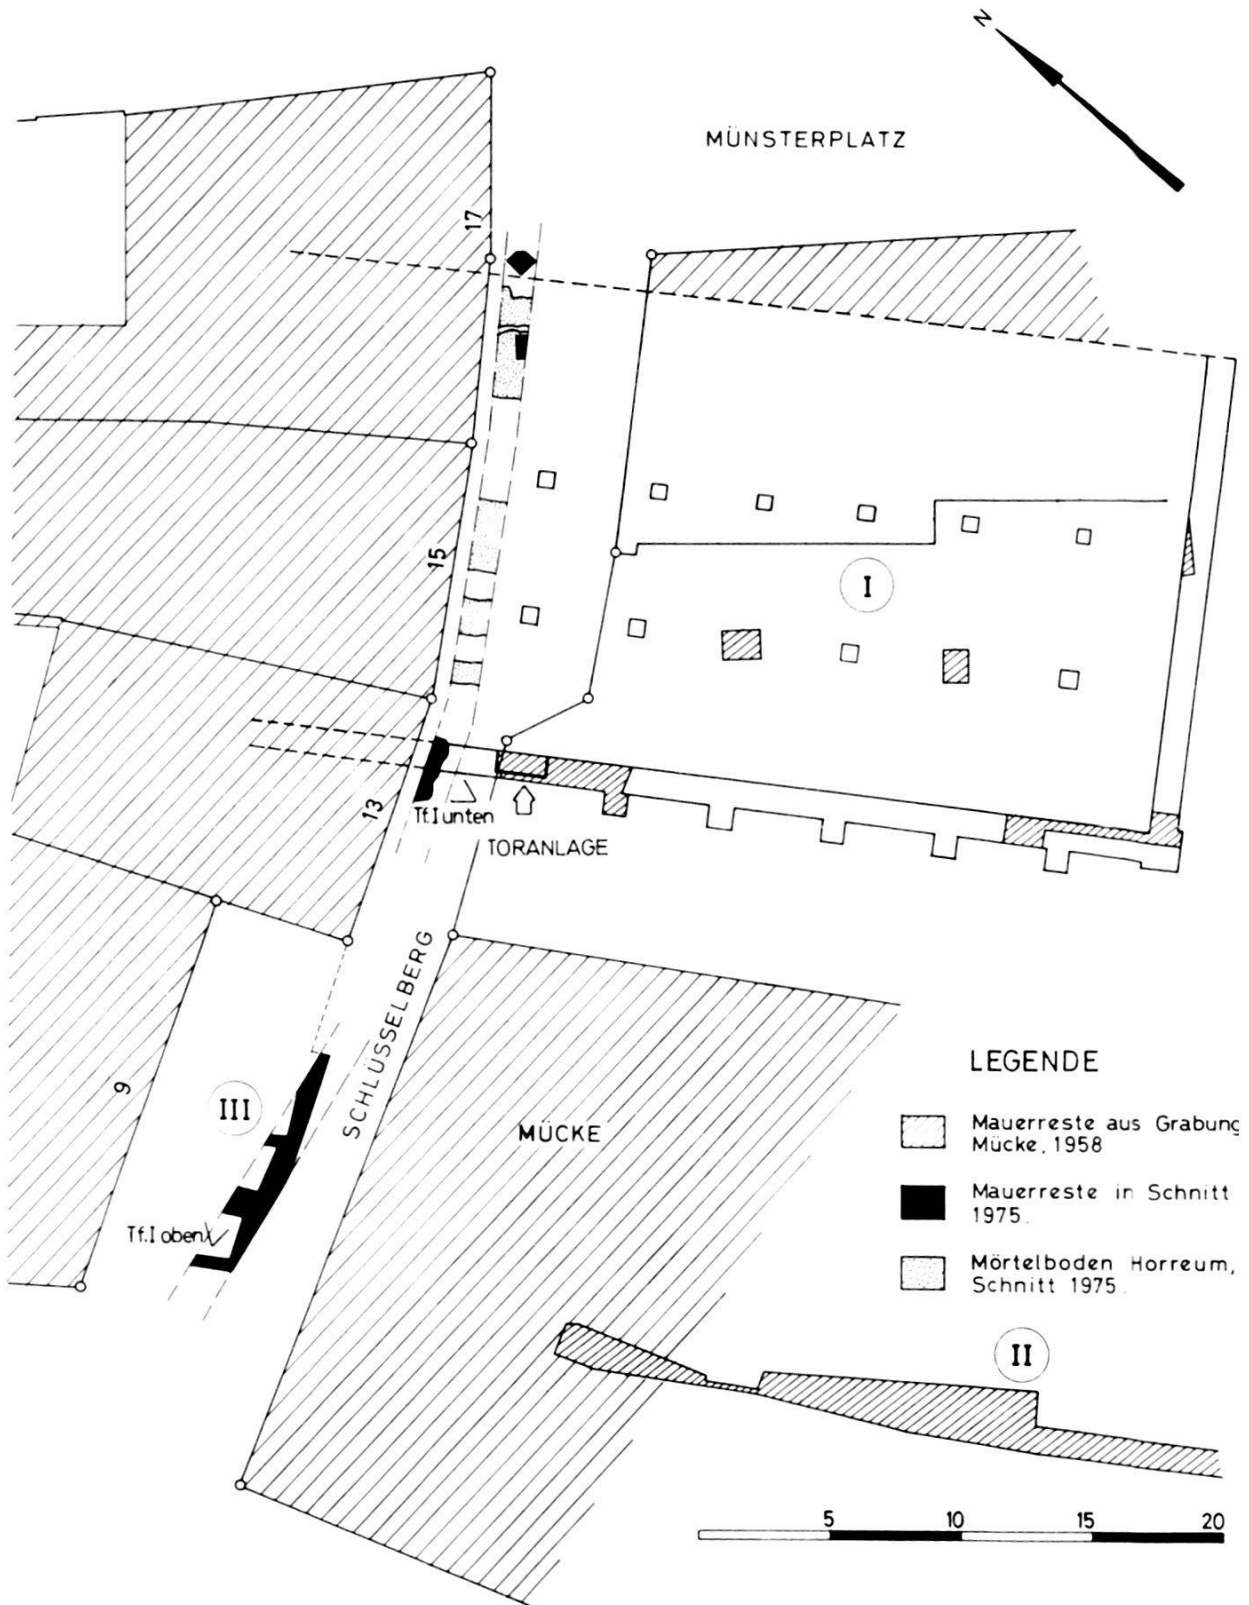 N
MÜNSTERPLATZ
17
15
I
13
Tf.I unten
TORANLAGE
SCHLÜSSELBERG
9
III
MÜCKE
Tf.I oben
LEGENDE
Mauerreste aus Grabung
Mücke, 1958
Mauerreste in Schnitt
1975.
Mörtelboden Horreum,
Schnitt 1975.
II
5 10 15 20